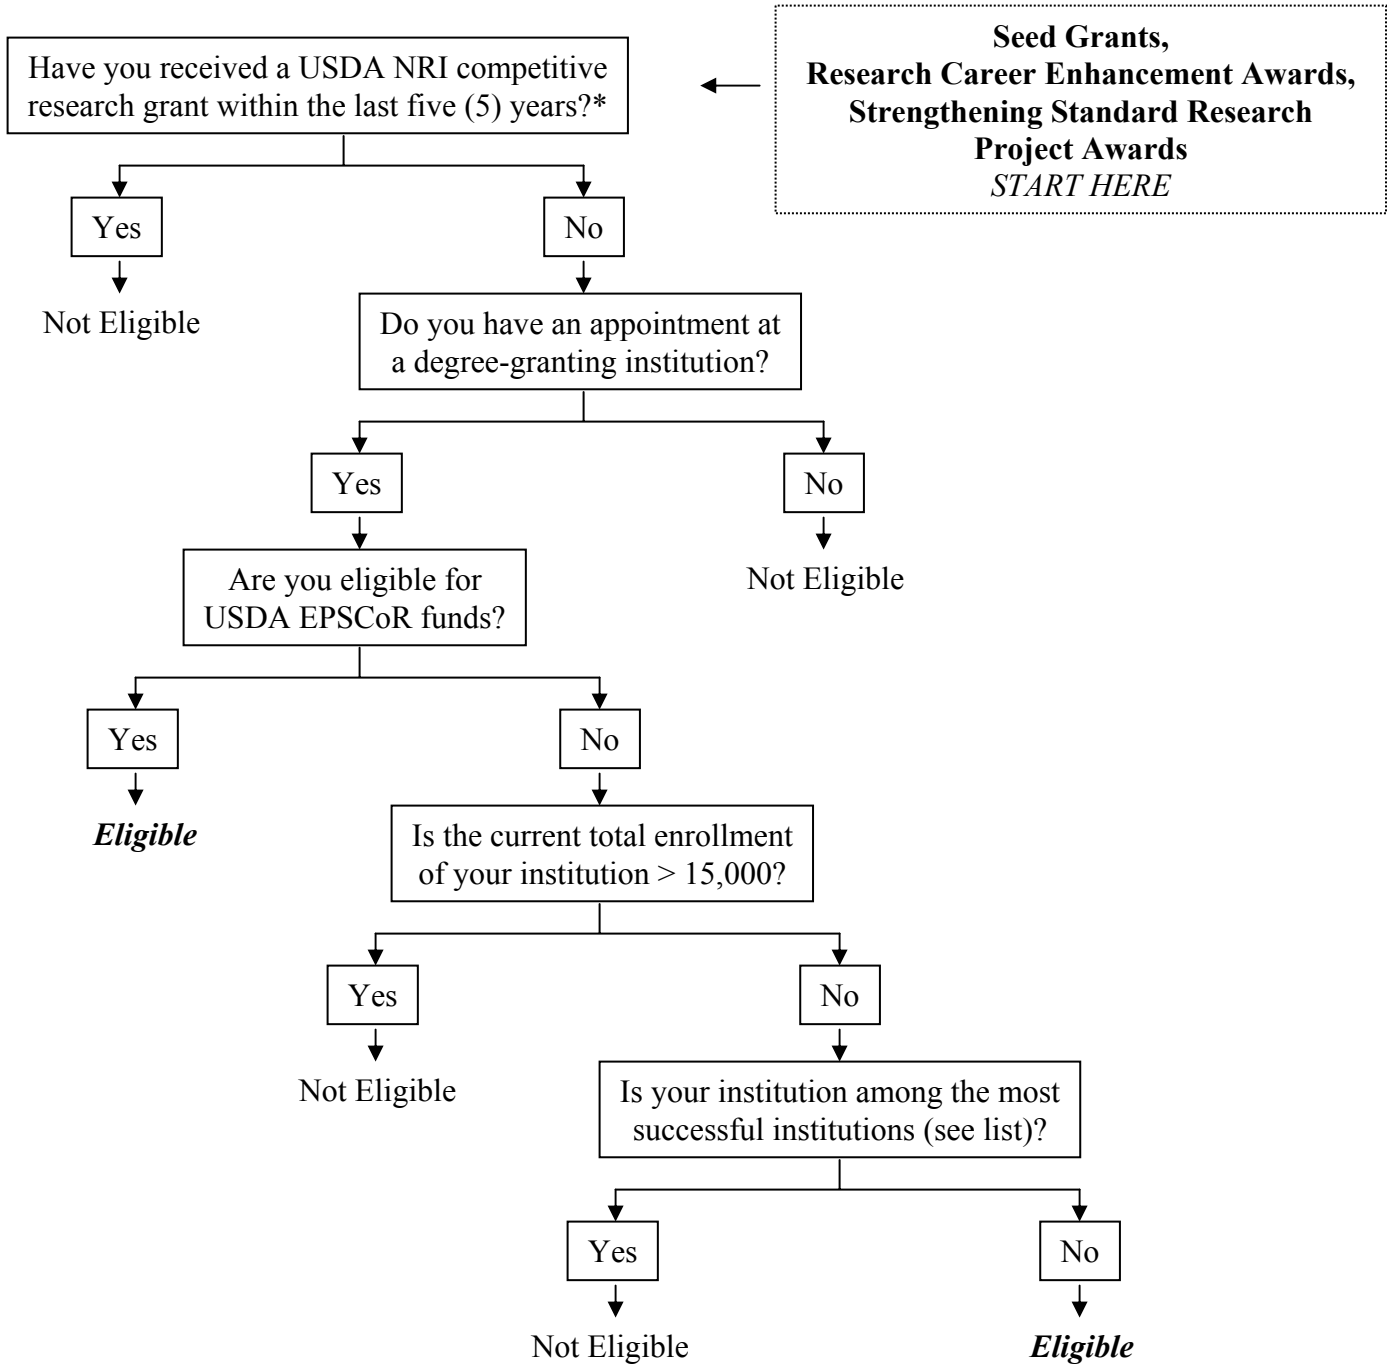 Seed Grants,
Research Career Enhancement Awards,
Strengthening Standard Research
Project Awards
START HERE
Have you received a USDA NRI competitive
research grant within the last five (5) years?*
Yes
No
Not Eligible
Do you have an appointment at
a degree-granting institution?
Yes
No
Not Eligible
Are you eligible for
USDA EPSCoR funds?
Yes
No
Eligible
Is the current total enrollment
of your institution > 15,000?
Yes
No
Not Eligible
Is your institution among the most
successful institutions (see list)?
Yes
No
Not Eligible
Eligible